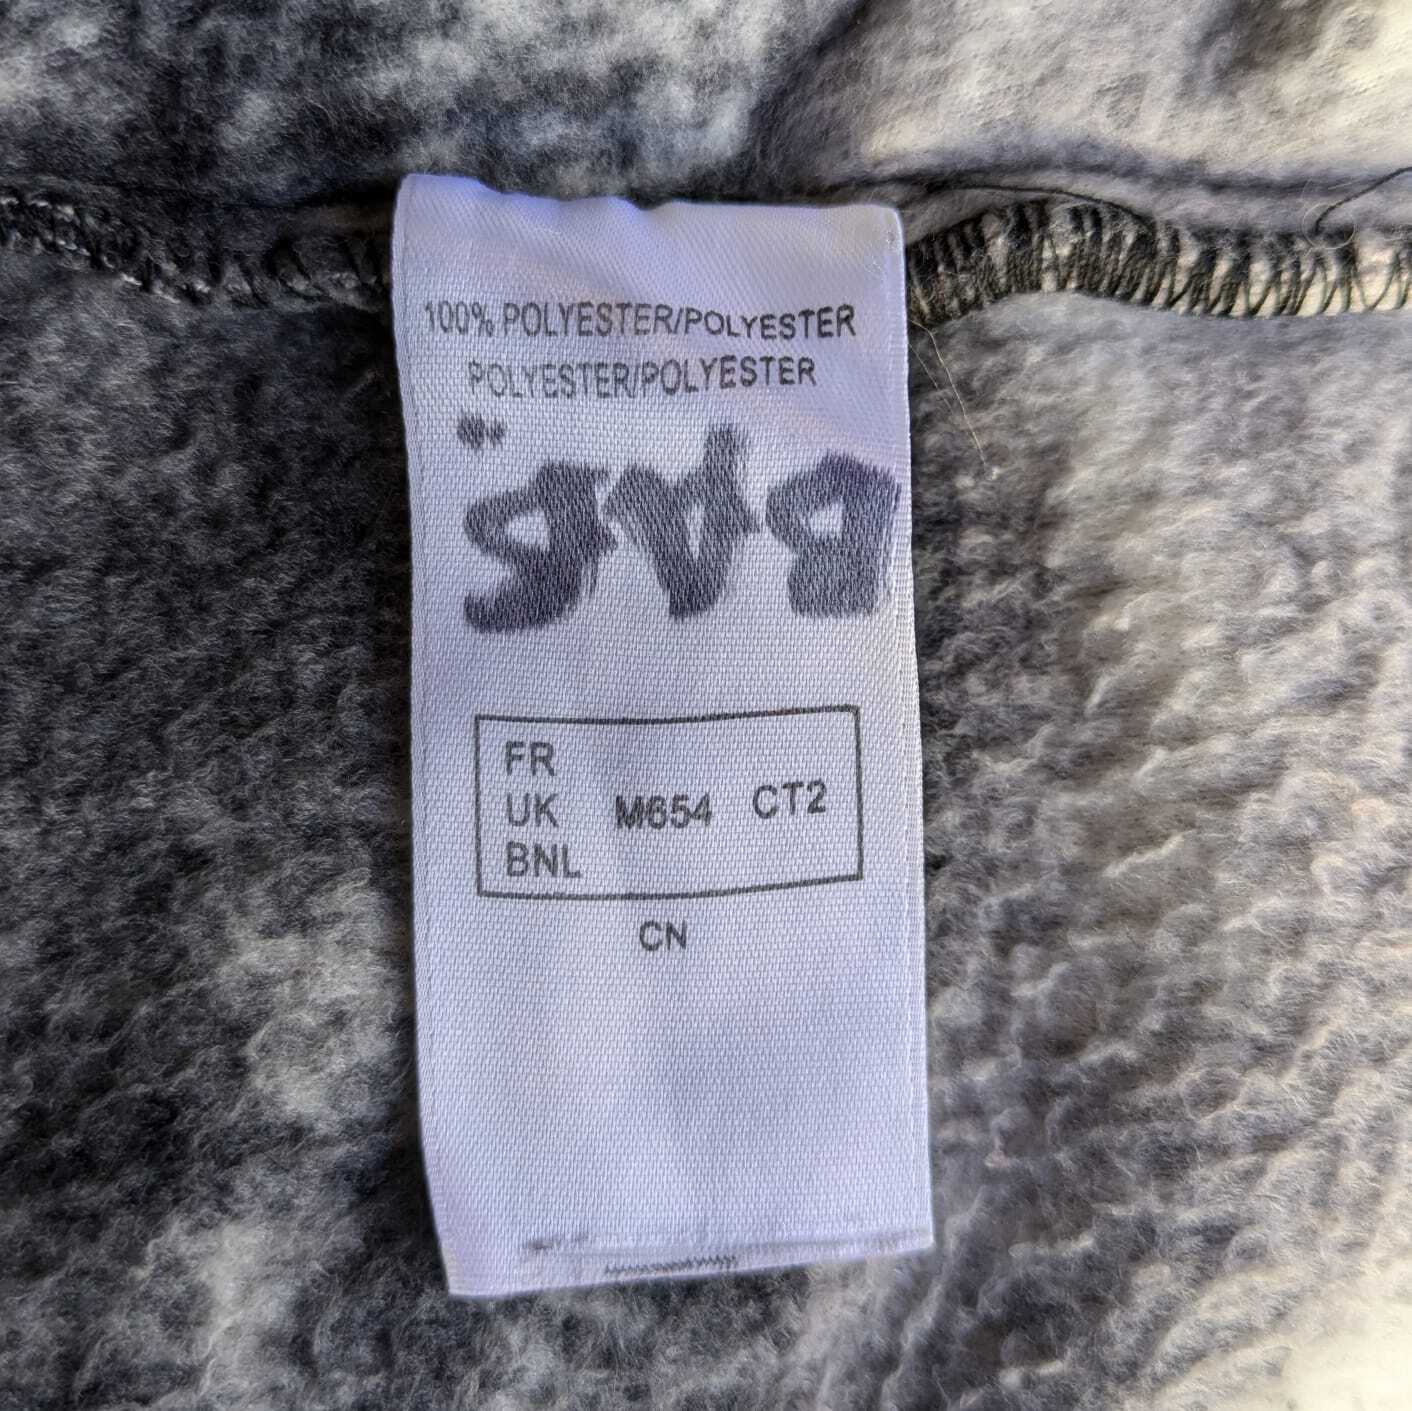 100% POLYESTER/POLYESTER
POLYESTER/POLYESTER
FR
UK M654 CT2
BNL
CN